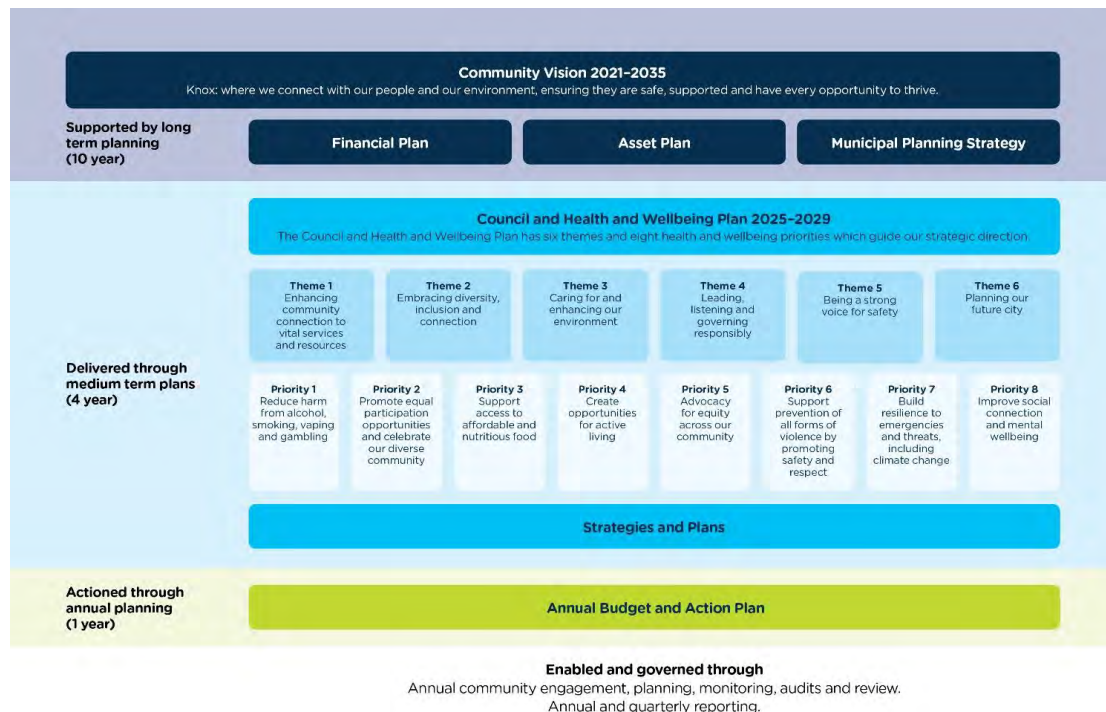 Community Vision 2021–2035
Knox: where we connect with our people and our environment, ensuring they are safe, supported and have every opportunity to thrive.
Supported by long
term planning
(10 year)
Financial Plan
Asset Plan
Municipal Planning Strategy
Council and Health and Wellbeing Plan 2025–2029
The Council and Health and Wellbeing Plan has six themes and eight health and wellbeing priorities which guide our strategic direction.
Delivered through
medium term plans
(4 year)
Theme 1
Enhancing
community
connection to
vital services
and resources
Theme 2
Embracing diversity,
inclusion and
connection
Theme 3
Caring for and
enhancing our
environment
Theme 4
Leading,
listening and
governing
responsibly
Theme 5
Being a strong
voice for safety
Theme 6
Planning our
future city
Priority 1
Reduce harm
from alcohol,
smoking, vaping
and gambling
Priority 2
Promote equal
participation
opportunities
and celebrate
our diverse
community
Priority 3
Support
access to
affordable and
nutritious food
Priority 4
Create
opportunities
for active
living
Priority 5
Advocacy
for equity
across our
community
Priority 6
Support
prevention of
all forms of
violence by
promoting
safety and
respect
Priority 7
Build
resilience to
emergencies
and threats,
including
climate change
Priority 8
Improve social
connection
and mental
wellbeing
Strategies and Plans
Actioned through
annual planning
(1 year)
Annual Budget and Action Plan
Enabled and governed through
Annual community engagement, planning, monitoring, audits and review.
Annual and quarterly reporting.